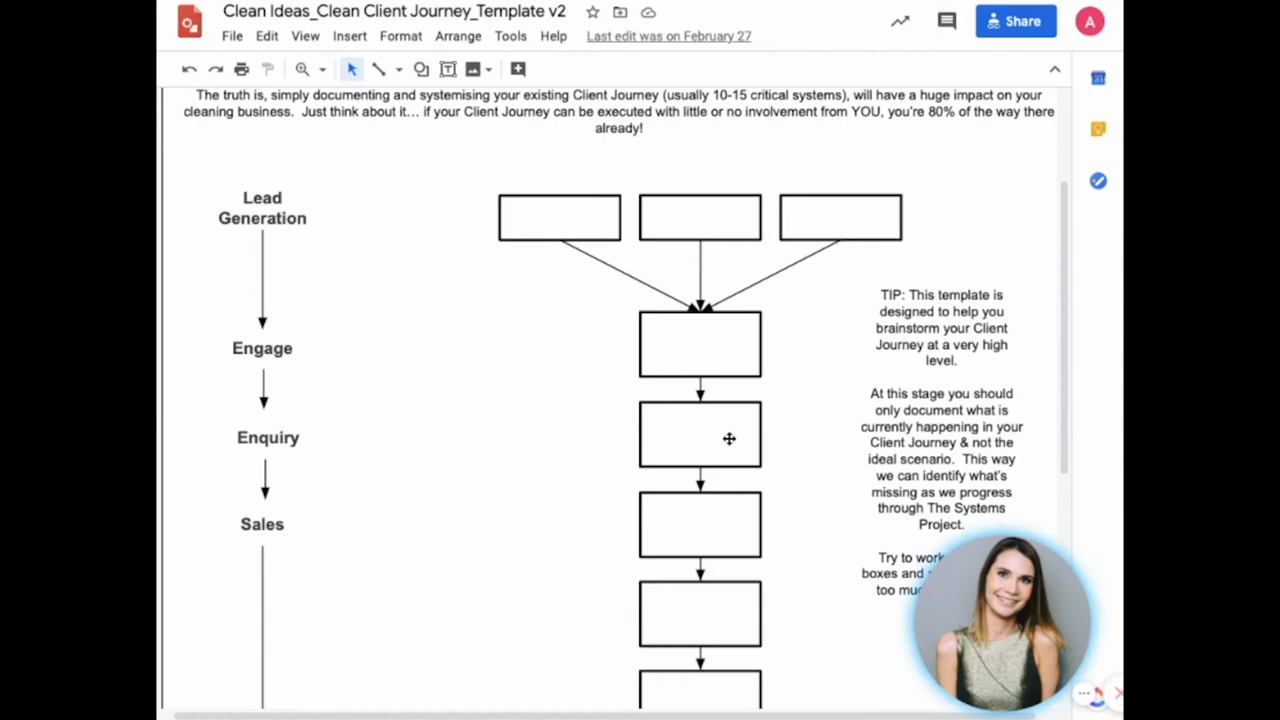 Clean Ideas_Clean Client Journey_Template v2
File Edit View Insert Format Arrange Tools Help Last edit was on February 27
Share
A
The truth is, simply documenting and systemising your existing Client Journey (usually 10-15 critical systems), will have a huge impact on your
cleaning business. Just think about it... if your Client Journey can be executed with little or no involvement from YOU, you're 80% of the way there
already!
Lead
Generation
Engage
Enquiry
Sales
TIP: This template is
designed to help you
brainstorm your Client
Journey at a very high
level.
At this stage you should
only document what is
currently happening in your
Client Journey & not the
ideal scenario. This way
we can identify what's
missing as we progress
through The Systems
Project.
Try to work
boxes and
too